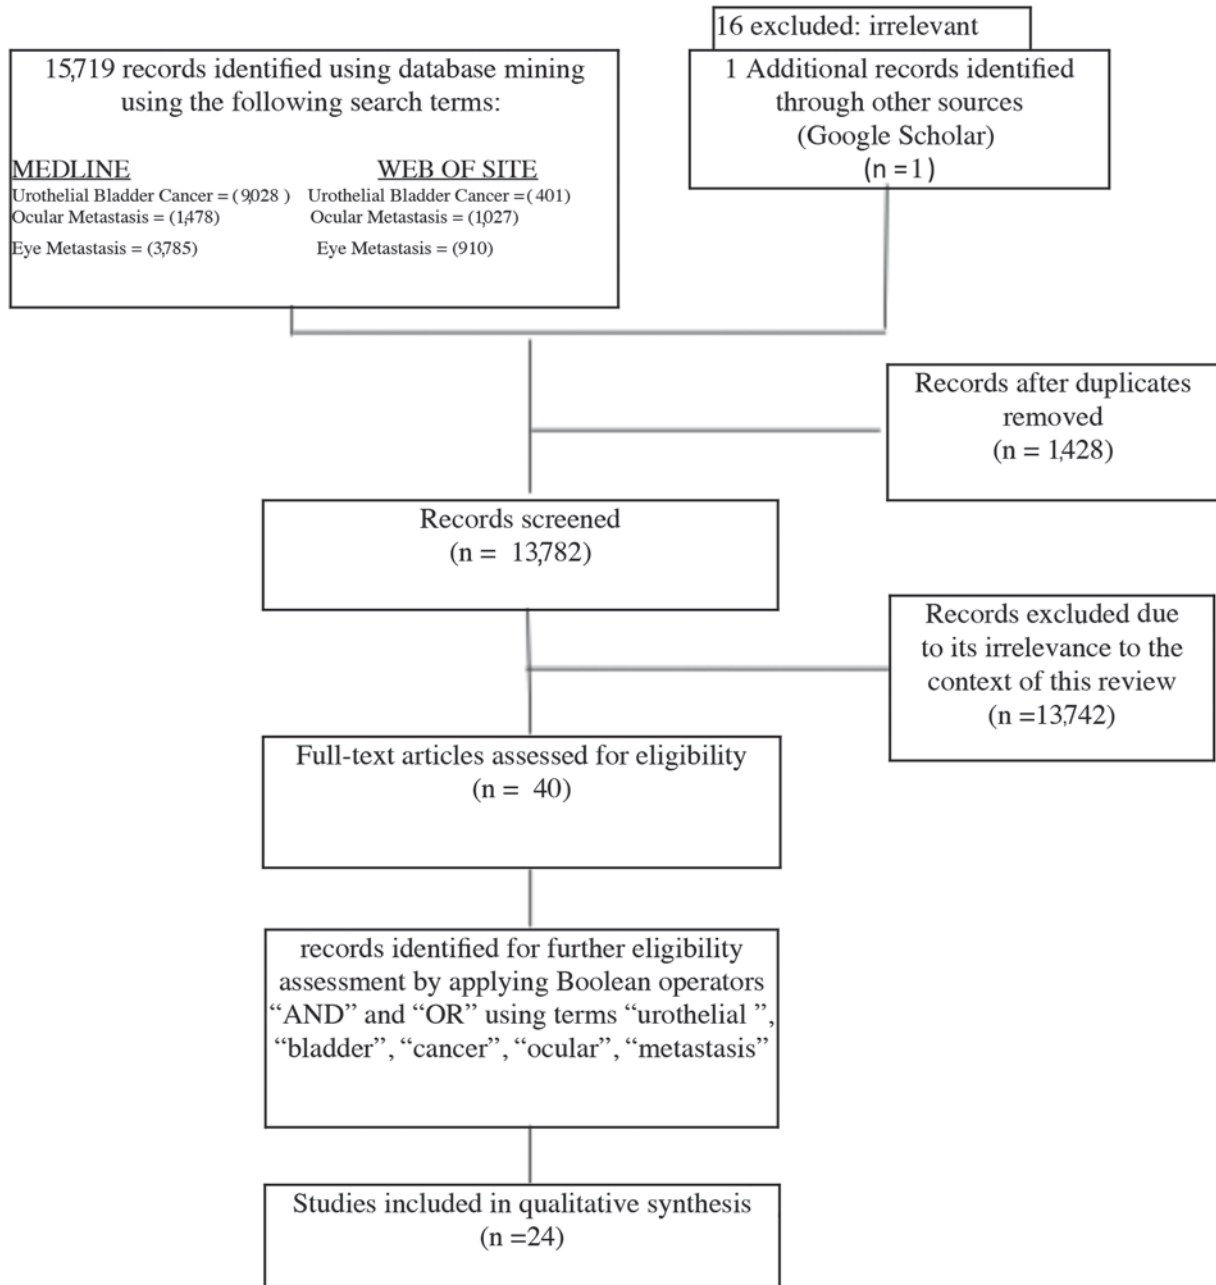 16 excluded: irrelevant
15,719 records identified using database mining
using the following search terms:
MEDLINE WEB OF SITE
Urothelial Bladder Cancer = (9,028 ) Urothelial Bladder Cancer =(401)
Ocular Metastasis = (1,478) Ocular Metastasis = (1,027)
Eye Metastasis = (3,785) Eye Metastasis = (910)
1 Additional records identified
through other sources
(Google Scholar)
(n =1)
Records after duplicates
removed
(n = 1,428)
Records screened
(n = 13,782)
Records excluded due
to its irrelevance to the
context of this review
(n =13,742)
Full-text articles assessed for eligibility
(n = 40)
records identified for further eligibility
assessment by applying Boolean operators
“AND” and “OR” using terms “urothelial ”,
“bladder”, “cancer”, “ocular”, “metastasis”
Studies included in qualitative synthesis
(n =24)